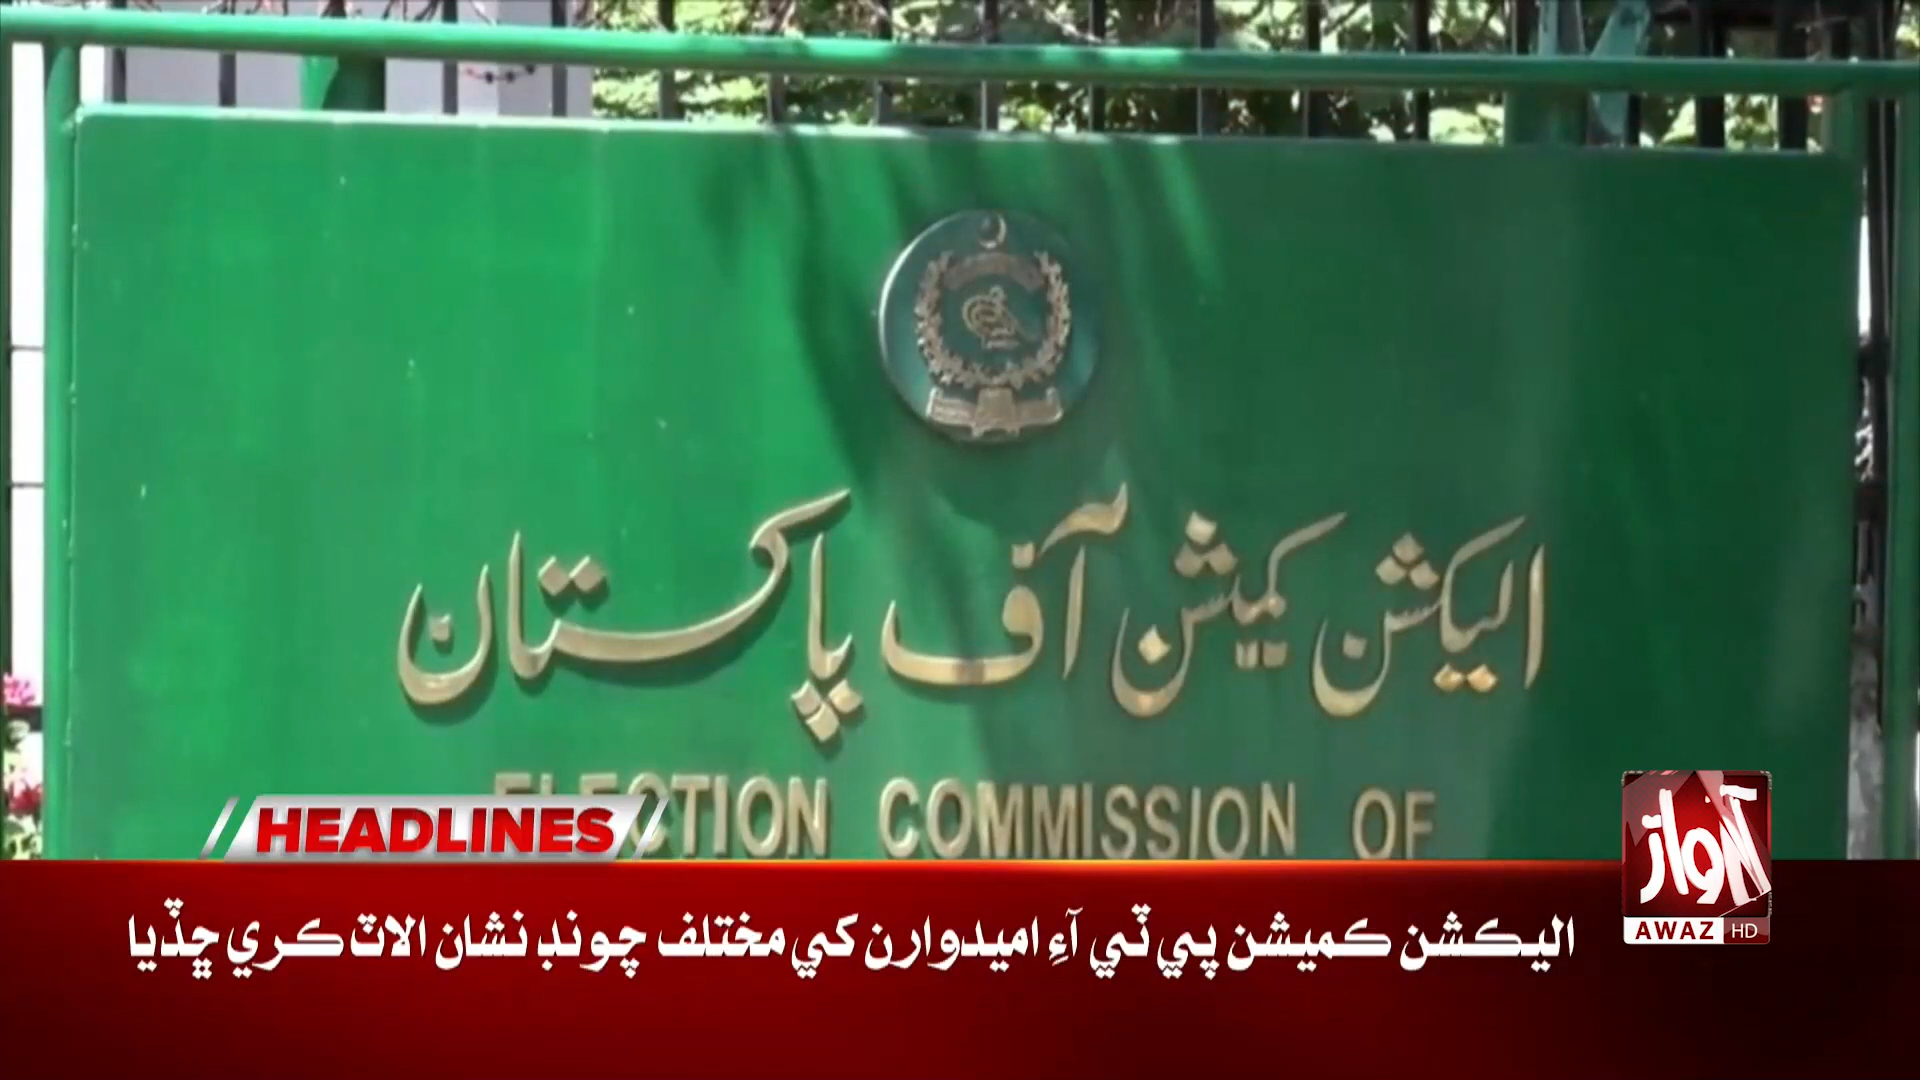 الیکشن کمیشن آف پاکستان
ELECTION COMMISSION OF
HEADLINES
آواز
AWAZ HD
اليڪشن ڪميشن پي ٽي آءِ اميدوارن کي مختلف چونڊ نشان الاٽ ڪري ڇڏيا